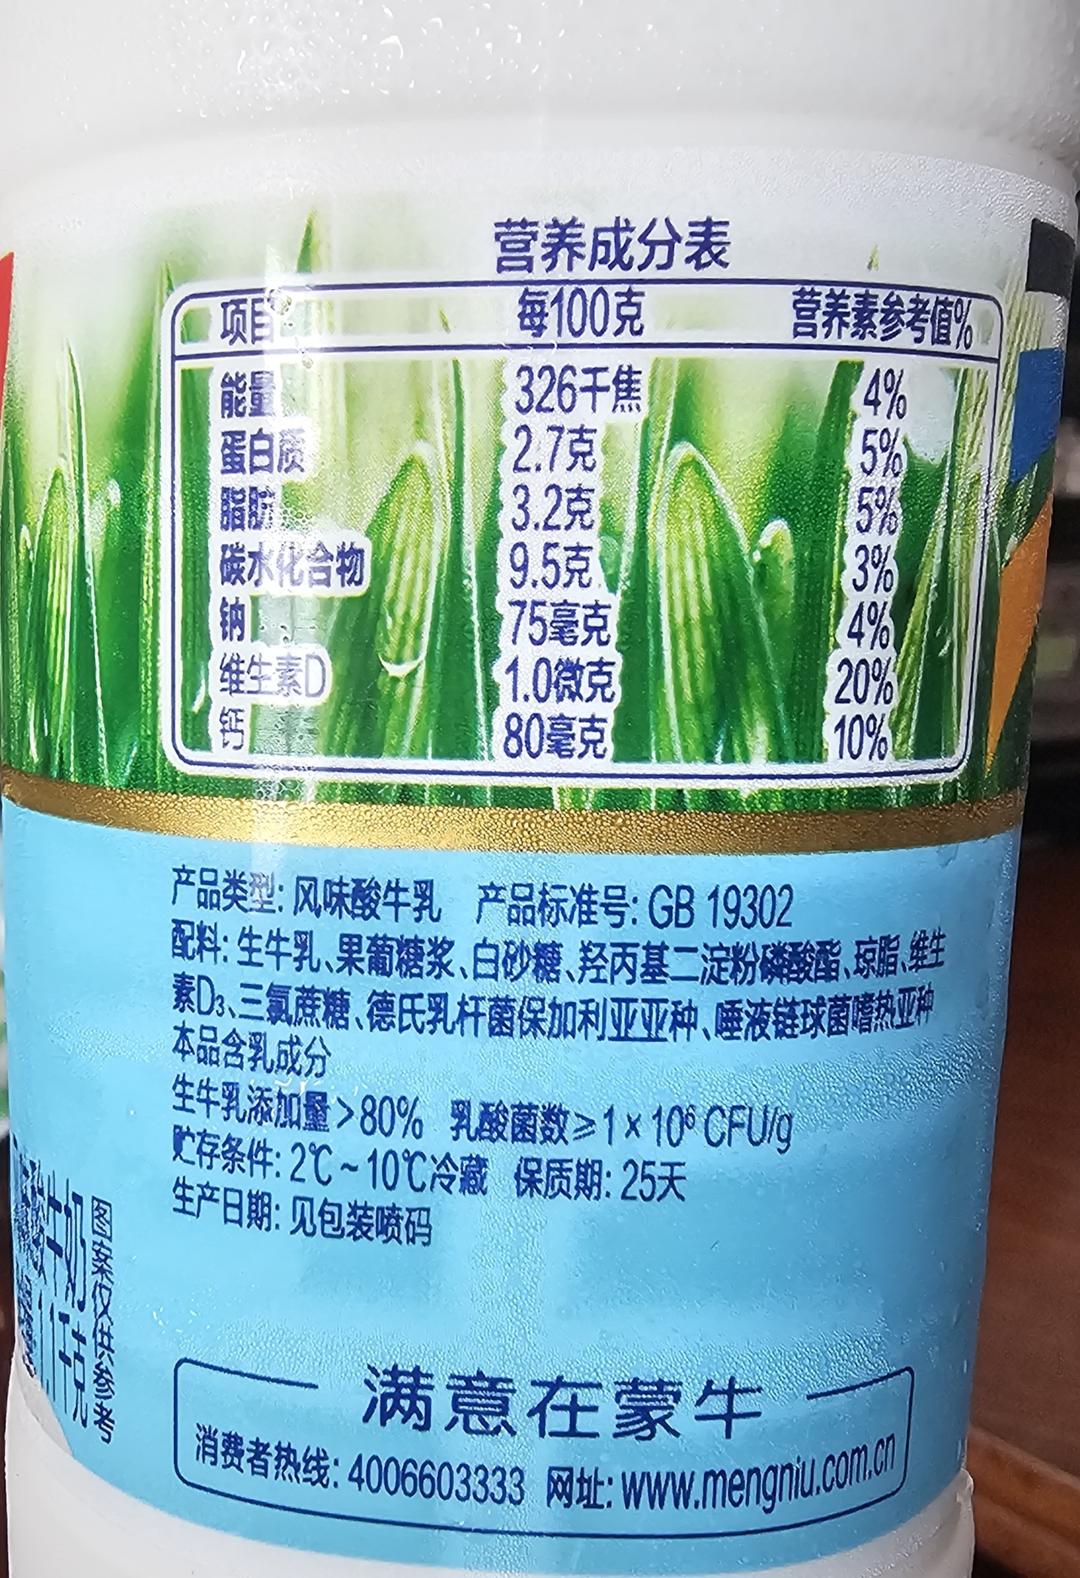 营养成分表
项目 每100克 营养素参考值%
能量 326千焦 4%
蛋白质 2.7克 5%
脂肪 3.2克 5%
碳水化合物 9.5克 3%
钠 75毫克 4%
维生素D 1.0微克 20%
钙 80毫克 10%
产品类型: 风味酸牛乳 产品标准号: GB 19302
配料: 生牛乳、果葡糖浆、白砂糖、羟丙基二淀粉磷酸酯、琼脂、维生
素D₃、三氯蔗糖、德氏乳杆菌保加利亚亚种、唾液链球菌嗜热亚种
本品含乳成分
生牛乳添加量>80% 乳酸菌数≥1×10⁶ CFU/g
贮存条件: 2℃~10℃冷藏 保质期: 25天
生产日期: 见包装喷码
酸牛奶
1.1千克
图案仅供参考
满意在蒙牛
消费者热线: 4006603333 网址: www.mengniu.com.cn